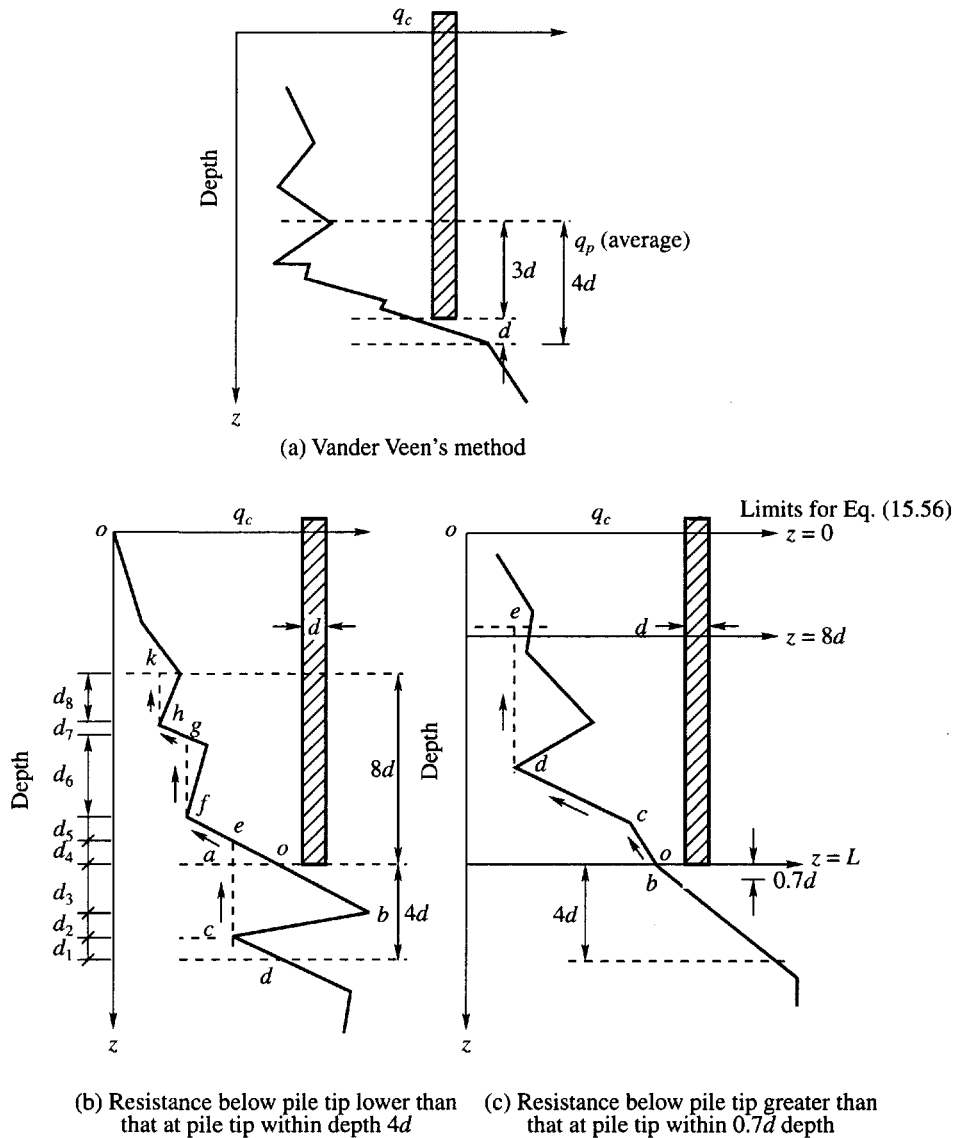 q_c
Depth
q_p (average)
3d
4d
d
z
(a) Vander Veen's method
Limits for Eq. (15.56)
o
q_c
d
k
d_8
h
d_7
g
d_6
8d
Depth
f
d_5
e
d_4
a
o
d_3
b
4d
d_2
c
d_1
d
z
o
q_c
z = 0
e
d
z = 8d
Depth
d
c
o
z = L
b
0.7d
4d
z
(b) Resistance below pile tip lower than
that at pile tip within depth 4d
(c) Resistance below pile tip greater than
that at pile tip within 0.7d depth